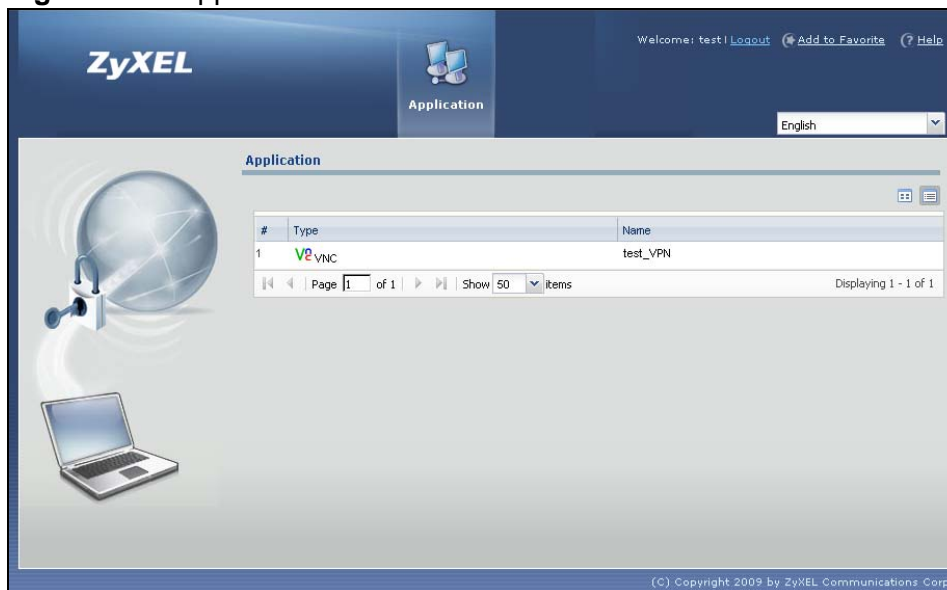 Welcome: test | Logout Add to Favorite ? Help
ZyXEL
Application
English
Application
# Type Name
1 VNC test_VPN
Page 1 of 1 Show 50 items Displaying 1 - 1 of 1
(C) Copyright 2009 by ZyXEL Communications Corp